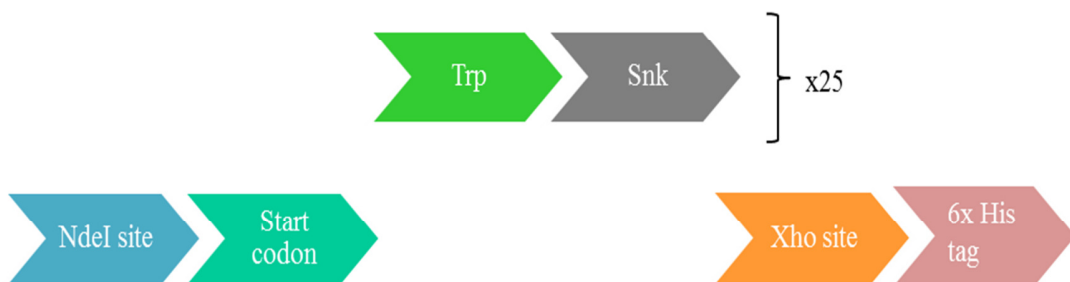 Trp
Snk
x25
NdeI site
Start
codon
Xho site
6x His
tag